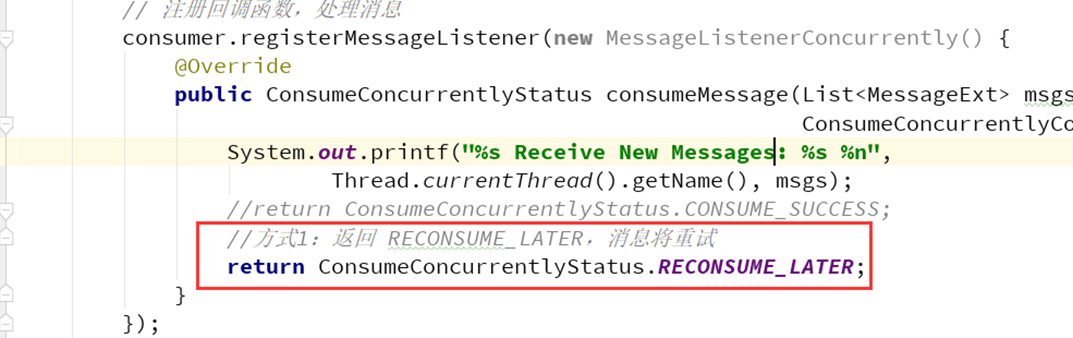 // 注册回调函数，处理消息
consumer.registerMessageListener(new MessageListenerConcurrently() {
@Override
public ConsumeConcurrentlyStatus consumeMessage(List<MessageExt> msgs
ConsumeConcurrentlyCo
System.out.printf("%s Receive New Messages: %s %n",
Thread.currentThread().getName(), msgs);
//return ConsumeConcurrentlyStatus.CONSUME_SUCCESS;
//方式1：返回 RECONSUME_LATER，消息将重试
return ConsumeConcurrentlyStatus.RECONSUME_LATER;
}
});